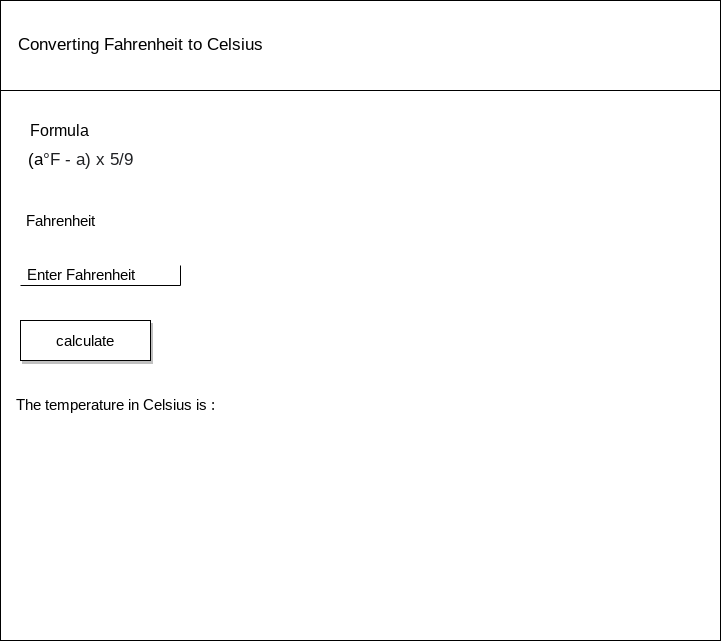 Converting Fahrenheit to Celsius
Formula
(a°F - a) x 5/9
Fahrenheit
Enter Fahrenheit
calculate
The temperature in Celsius is :